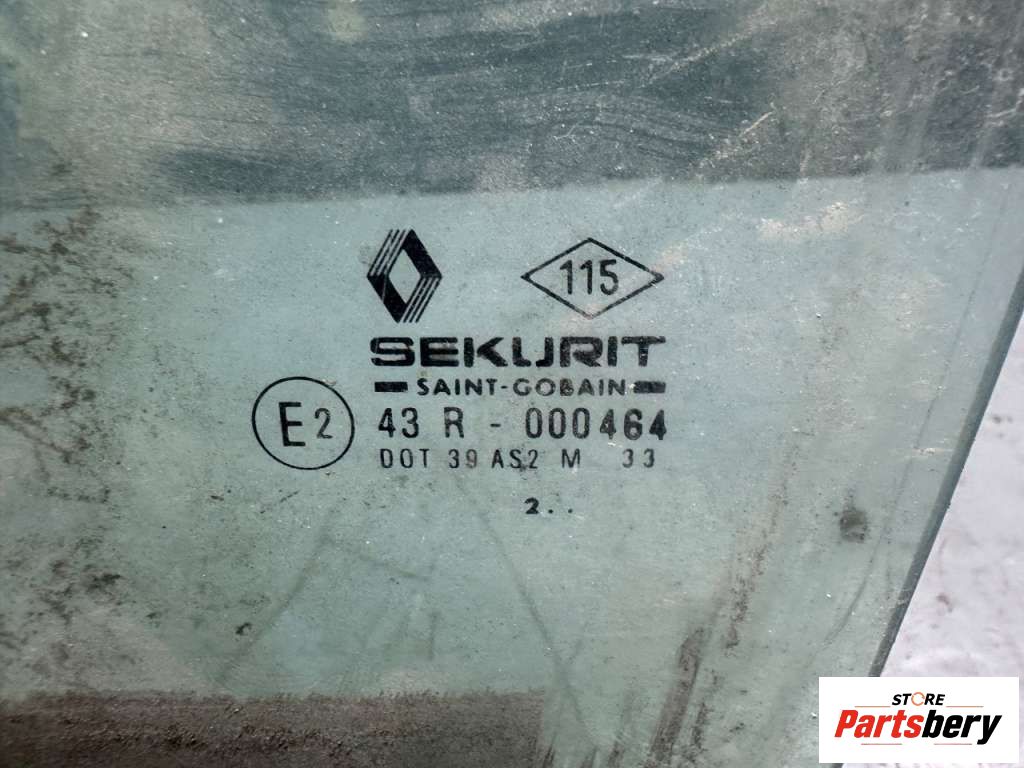 115
SEKURIT
SAINT-GOBAIN
E2 43 R - 000464
DOT 39 AS2 M 33
2..
STORE
Partsbery